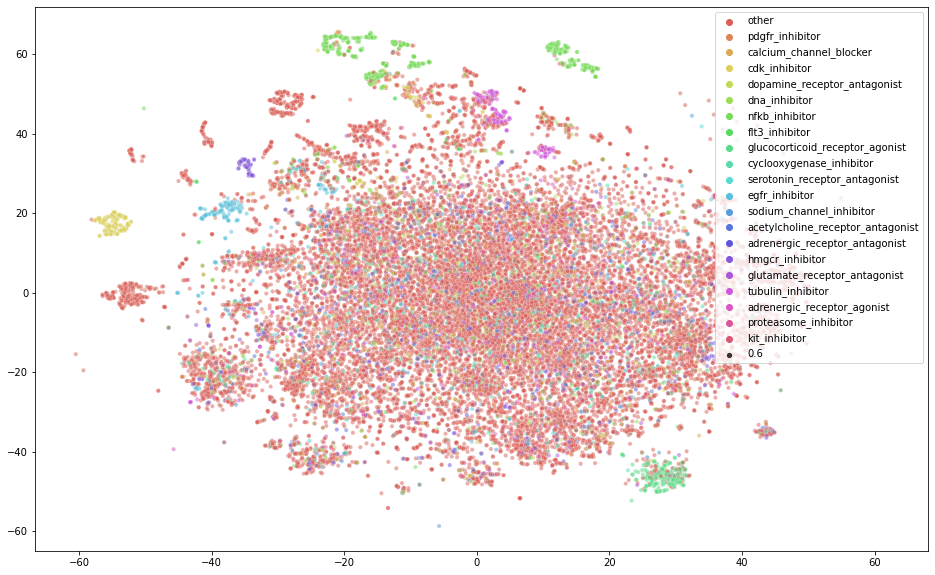 other
pdgfr_inhibitor
calcium_channel_blocker
cdk_inhibitor
dopamine_receptor_antagonist
dna_inhibitor
nfkb_inhibitor
flt3_inhibitor
glucocorticoid_receptor_agonist
cyclooxygenase_inhibitor
serotonin_receptor_antagonist
egfr_inhibitor
sodium_channel_inhibitor
acetylcholine_receptor_antagonist
adrenergic_receptor_antagonist
hmgcr_inhibitor
glutamate_receptor_antagonist
tubulin_inhibitor
adrenergic_receptor_agonist
proteasome_inhibitor
kit_inhibitor
0.6
60
40
20
0
−20
−40
−60
−60 −40 −20 0 20 40 60